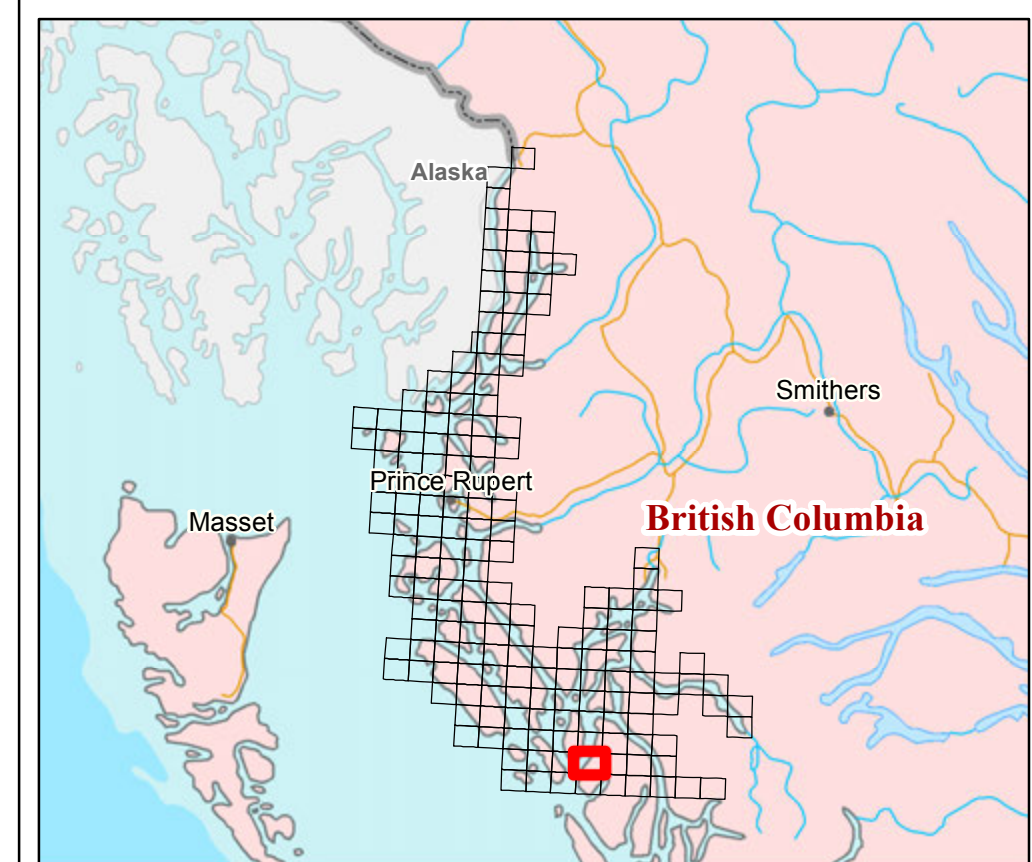 Alaska
Smithers
Prince Rupert
British Columbia
Masset